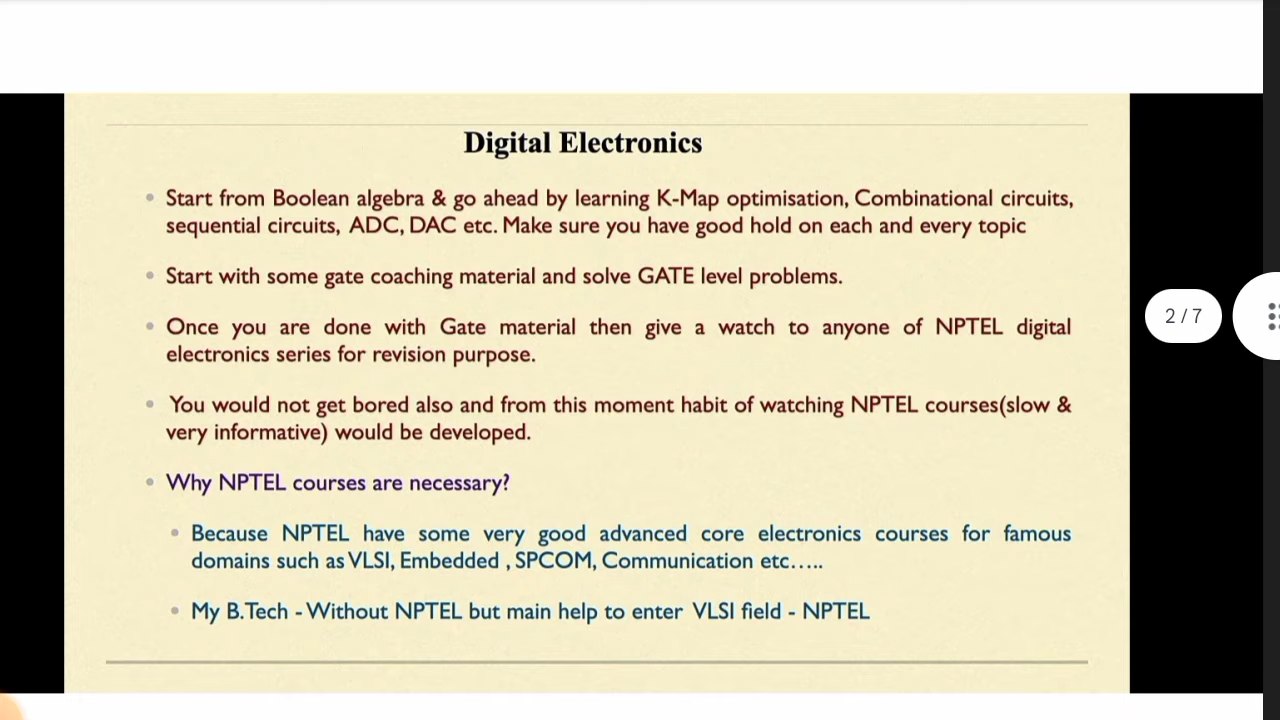 Digital Electronics
Start from Boolean algebra & go ahead by learning K-Map optimisation, Combinational circuits,
sequential circuits, ADC, DAC etc. Make sure you have good hold on each and every topic
Start with some gate coaching material and solve GATE level problems.
Once you are done with Gate material then give a watch to anyone of NPTEL digital
electronics series for revision purpose.
You would not get bored also and from this moment habit of watching NPTEL courses(slow &
very informative) would be developed.
Why NPTEL courses are necessary?
Because NPTEL have some very good advanced core electronics courses for famous
domains such as VLSI, Embedded , SPCOM, Communication etc.....
My B.Tech - Without NPTEL but main help to enter VLSI field - NPTEL
2 / 7